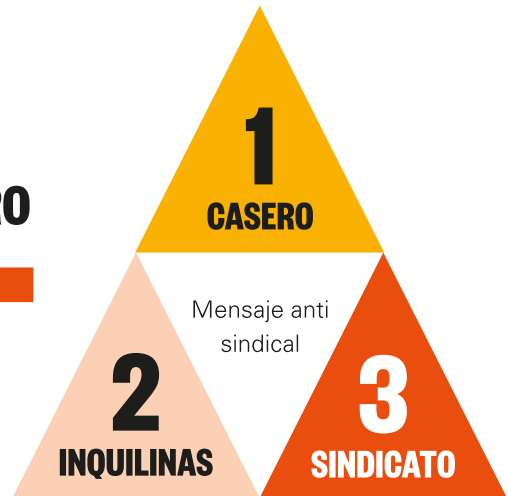 1
CASERO
Mensaje anti
sindical
2
INQUILINAS
3
SINDICATO